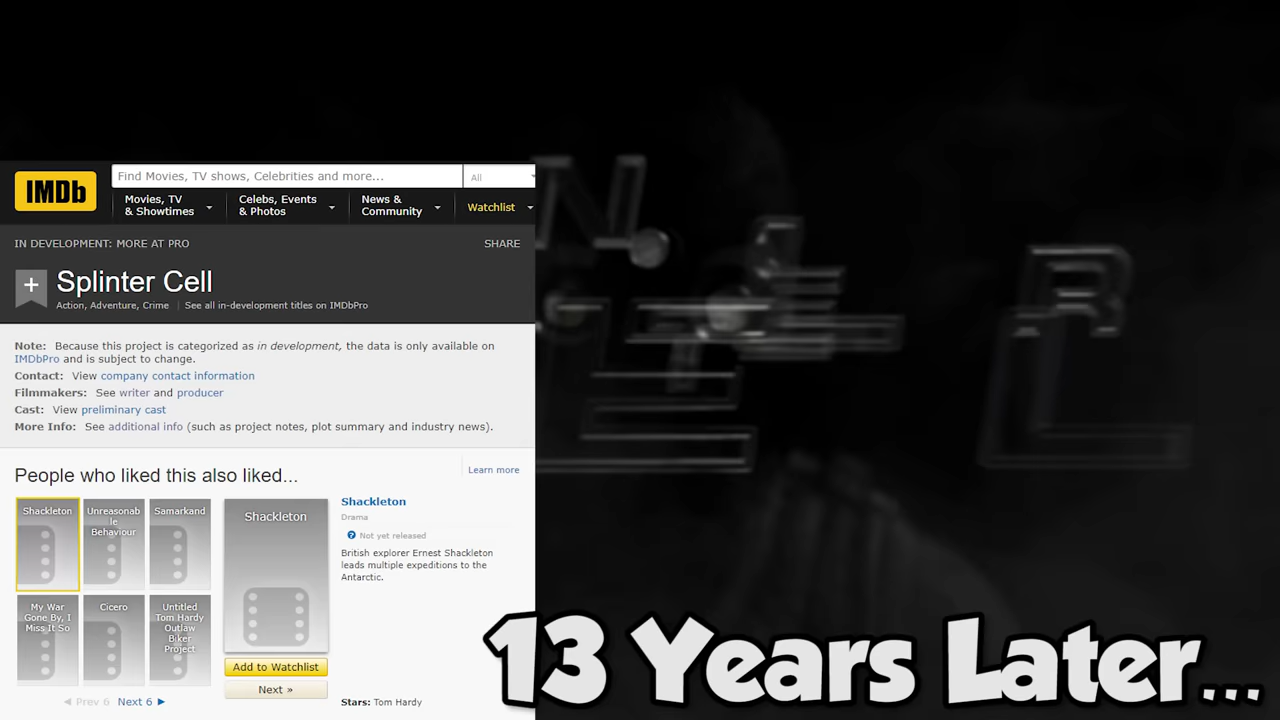 IMDb
Find Movies, TV shows, Celebrities and more...
All
Movies, TV
& Showtimes
Celebs, Events
& Photos
News &
Community
Watchlist
IN DEVELOPMENT: MORE AT PRO
SHARE
+ Splinter Cell
Action, Adventure, Crime | See all in-development titles on IMDbPro
Note: Because this project is categorized as in development, the data is only available on
IMDbPro and is subject to change.
Contact: View company contact information
Filmmakers: See writer and producer
Cast: View preliminary cast
More Info: See additional info (such as project notes, plot summary and industry news).
People who liked this also liked...
Learn more
Shackleton
Unreasonab
le
Behaviour
Samarkand
My War
Gone By, I
Miss It So
Cicero
Untitled
Tom Hardy
Outlaw
Biker
Project
◀ Prev 6 Next 6 ▶
Shackleton
Add to Watchlist
Next »
Shackleton
Drama
? Not yet released
British explorer Ernest Shackleton
leads multiple expeditions to the
Antarctic.
Stars: Tom Hardy
13 Years Later...